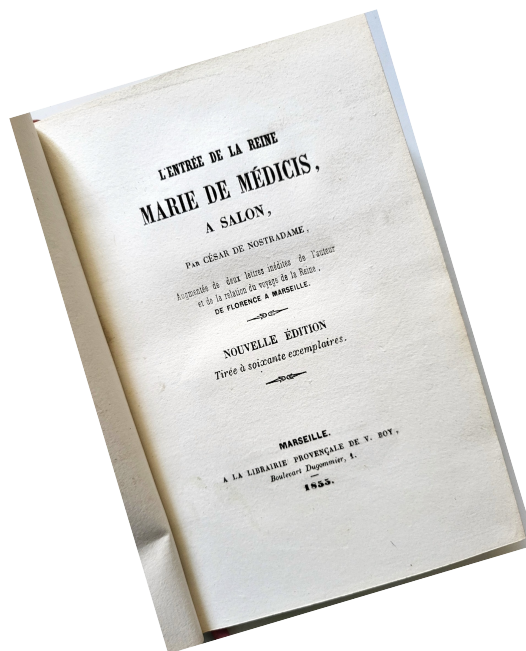 L'ENTRÉE DE LA REINE
MARIE DE MÉDICIS,
A SALON,
PAR CÉSAR DE NOSTRADAME,
Augmentée de deux lettres inédites de l'auteur
et de la relation du voyage de la Reine,
DE FLORENCE A MARSEILLE.
NOUVELLE ÉDITION
Tirée à soixante exemplaires.
MARSEILLE.
A LA LIBRAIRIE PROVENÇALE DE V. BOY,
Boulevart Dugommier, 1.
1855.